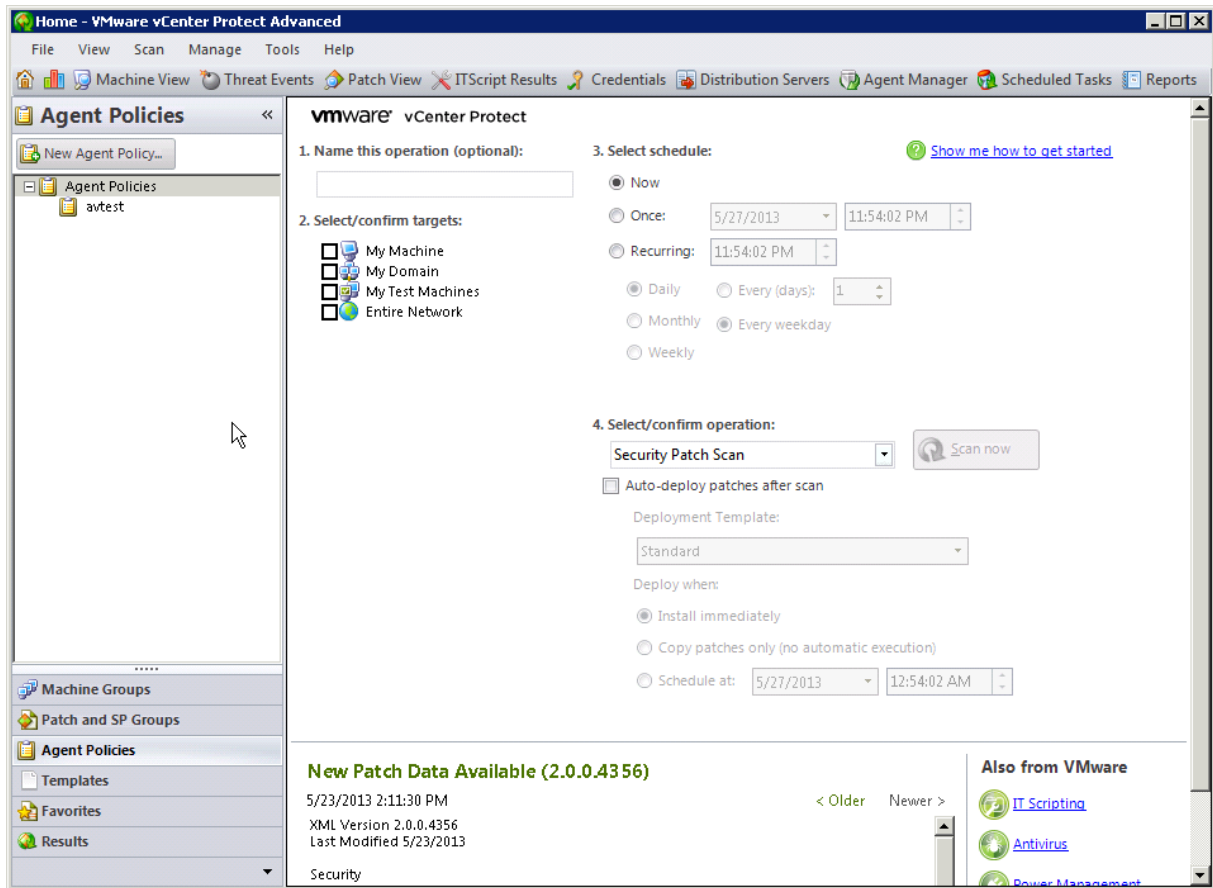 Home - VMware vCenter Protect Advanced
File View Scan Manage Tools Help
Machine View Threat Events Patch View ITScript Results Credentials Distribution Servers Agent Manager Scheduled Tasks Reports
Agent Policies «
New Agent Policy...
Agent Policies
avtest
Machine Groups
Patch and SP Groups
Agent Policies
Templates
Favorites
Results
vmware vCenter Protect
1. Name this operation (optional):
2. Select/confirm targets:
My Machine
My Domain
My Test Machines
Entire Network
3. Select schedule:
Show me how to get started
Now
Once: 5/27/2013 11:54:02 PM
Recurring: 11:54:02 PM
Daily Every (days): 1
Monthly Every weekday
Weekly
4. Select/confirm operation:
Security Patch Scan Scan now
Auto-deploy patches after scan
Deployment Template:
Standard
Deploy when:
Install immediately
Copy patches only (no automatic execution)
Schedule at: 5/27/2013 12:54:02 AM
New Patch Data Available (2.0.0.4356)
5/23/2013 2:11:30 PM < Older Newer >
XML Version 2.0.0.4356
Last Modified 5/23/2013
Security
Also from VMware
IT Scripting
Antivirus
Power Management